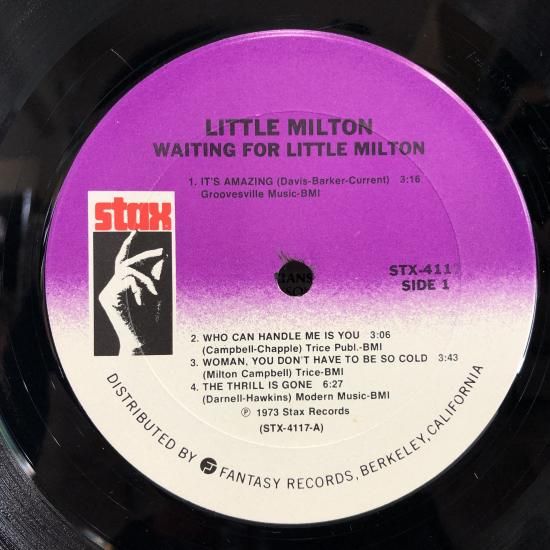 LITTLE MILTON
WAITING FOR LITTLE MILTON
1. IT'S AMAZING (Davis-Barker-Current) 3:16
Groovesville Music-BMI
stax
STX-411
SIDE 1
2. WHO CAN HANDLE ME IS YOU 3:06
(Campbell-Chapple) Trice Publ.-BMI
3. WOMAN, YOU DON'T HAVE TO BE SO COLD 3:43
(Milton Campbell) Trice-BMI
4. THE THRILL IS GONE 6:27
(Darnell-Hawkins) Modern Music-BMI
℗ 1973 Stax Records
(STX-4117-A)
DISTRIBUTED BY FANTASY RECORDS, BERKELEY, CALIFORNIA